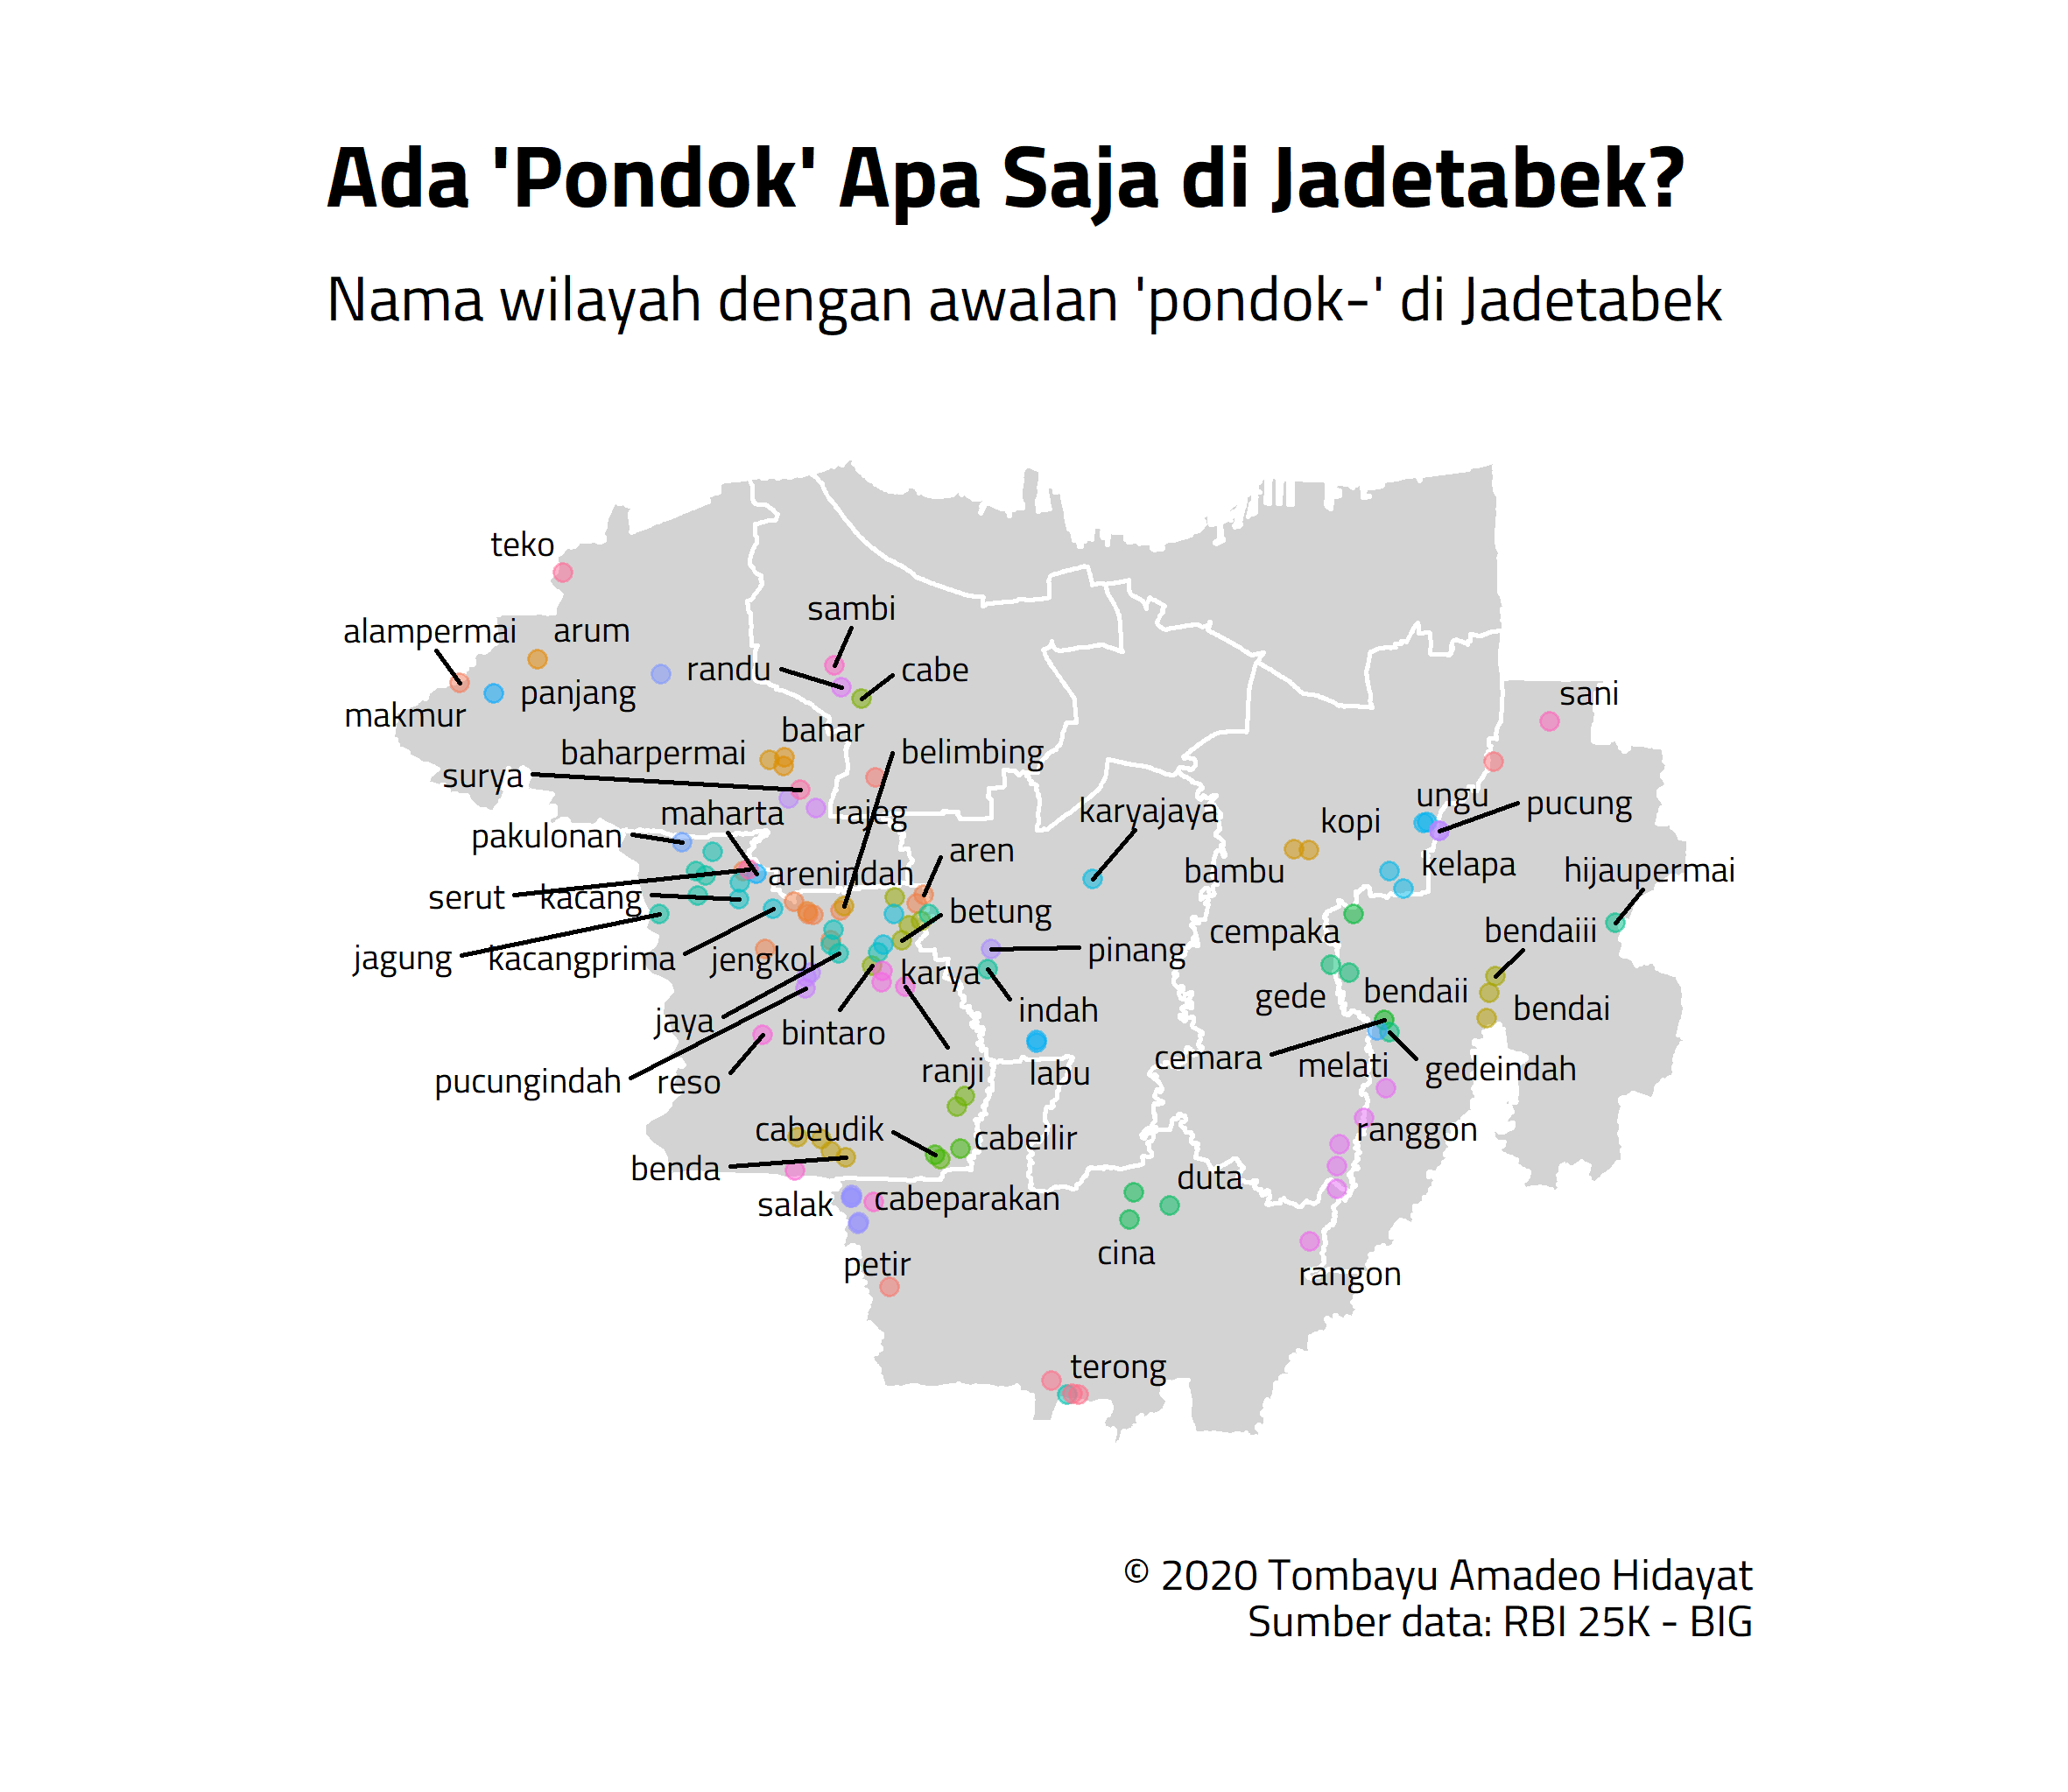 Ada 'Pondok' Apa Saja di Jadetabek?
Nama wilayah dengan awalan 'pondok-' di Jadetabek
teko
sambi
alampermai
arum
randu
cabe
panjang
sani
makmur
bahar
baharpermai
belimbing
surya
ungu
pucung
karyajaya
maharta
rajeg
kopi
pakulonan
aren
arenindah
kelapa
bambu
hijaupermai
serut
kacang
betung
cempaka
bendaiii
pinang
jagung
kacangprima
jengkol
karya
bendaii
gede
indah
bendai
jaya
bintaro
cemara
melati
gedeindah
ranji
labu
pucungindah
reso
cabeudik
cabeilir
ranggon
benda
duta
salak
cabeparakan
cina
petir
rangon
terong
© 2020 Tombayu Amadeo Hidayat
Sumber data: RBI 25K - BIG